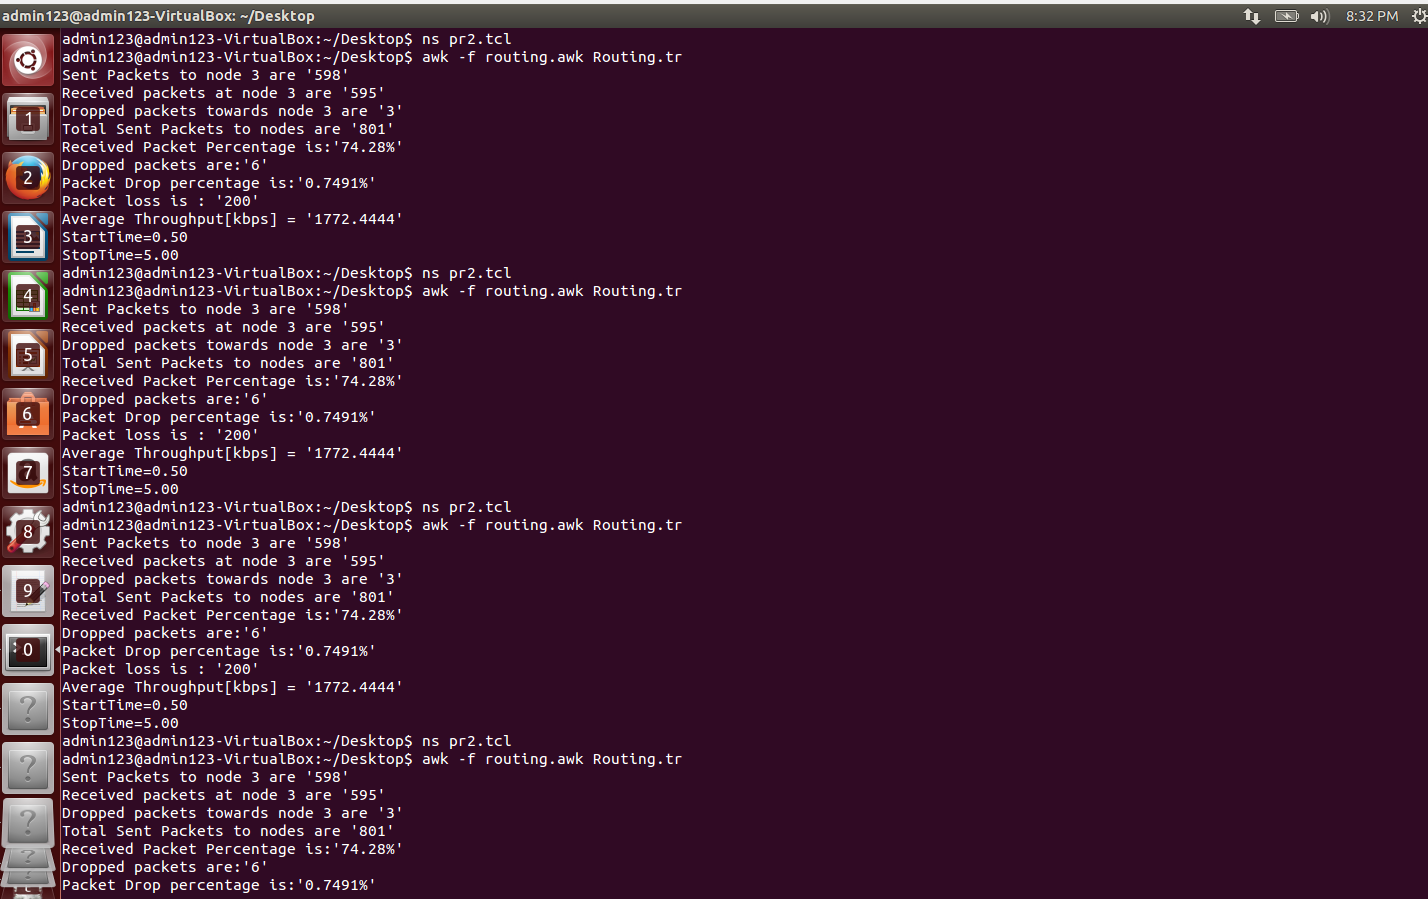 admin123@admin123-VirtualBox: ~/Desktop
8:32 PM
admin123@admin123-VirtualBox:~/Desktop$ ns pr2.tcl
admin123@admin123-VirtualBox:~/Desktop$ awk -f routing.awk Routing.tr
Sent Packets to node 3 are '598'
Received packets at node 3 are '595'
Dropped packets towards node 3 are '3'
Total Sent Packets to nodes are '801'
Received Packet Percentage is:'74.28%'
Dropped packets are:'6'
Packet Drop percentage is:'0.7491%'
Packet loss is : '200'
Average Throughput[kbps] = '1772.4444'
StartTime=0.50
StopTime=5.00
admin123@admin123-VirtualBox:~/Desktop$ ns pr2.tcl
admin123@admin123-VirtualBox:~/Desktop$ awk -f routing.awk Routing.tr
Sent Packets to node 3 are '598'
Received packets at node 3 are '595'
Dropped packets towards node 3 are '3'
Total Sent Packets to nodes are '801'
Received Packet Percentage is:'74.28%'
Dropped packets are:'6'
Packet Drop percentage is:'0.7491%'
Packet loss is : '200'
Average Throughput[kbps] = '1772.4444'
StartTime=0.50
StopTime=5.00
admin123@admin123-VirtualBox:~/Desktop$ ns pr2.tcl
admin123@admin123-VirtualBox:~/Desktop$ awk -f routing.awk Routing.tr
Sent Packets to node 3 are '598'
Received packets at node 3 are '595'
Dropped packets towards node 3 are '3'
Total Sent Packets to nodes are '801'
Received Packet Percentage is:'74.28%'
Dropped packets are:'6'
Packet Drop percentage is:'0.7491%'
Packet loss is : '200'
Average Throughput[kbps] = '1772.4444'
StartTime=0.50
StopTime=5.00
admin123@admin123-VirtualBox:~/Desktop$ ns pr2.tcl
admin123@admin123-VirtualBox:~/Desktop$ awk -f routing.awk Routing.tr
Sent Packets to node 3 are '598'
Received packets at node 3 are '595'
Dropped packets towards node 3 are '3'
Total Sent Packets to nodes are '801'
Received Packet Percentage is:'74.28%'
Dropped packets are:'6'
Packet Drop percentage is:'0.7491%'
1
2
3
4
5
6
7
8
9
0
?
?
?
?
?